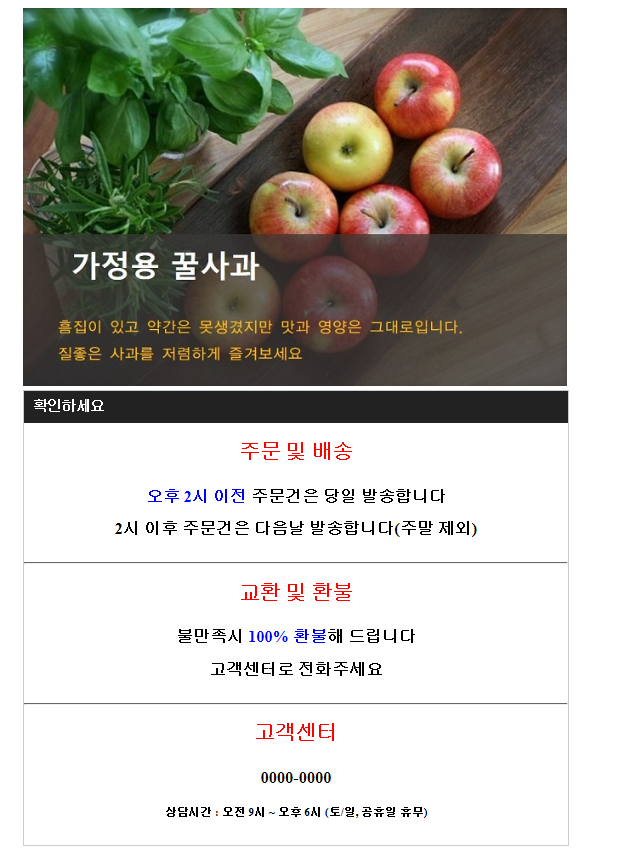 가정용 꿀사과
흠집이 있고 약간은 못생겼지만 맛과 영양은 그대로입니다.
질좋은 사과를 저렴하게 즐겨보세요
확인하세요
주문 및 배송
오후 2시 이전 주문건은 당일 발송합니다
2시 이후 주문건은 다음날 발송합니다(주말 제외)
교환 및 환불
불만족시 100% 환불해 드립니다
고객센터로 전화주세요
고객센터
0000-0000
상담시간 : 오전 9시 ~ 오후 6시 (토/일, 공휴일 휴무)